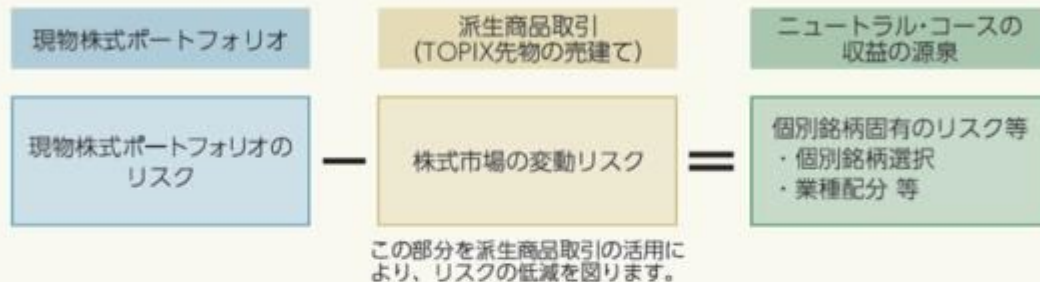 現物株式ポートフォリオ
派生商品取引
(TOPIX先物の売建て)
ニュートラル・コースの
収益の源泉
現物株式ポートフォリオの
リスク
−
株式市場の変動リスク
=
個別銘柄固有のリスク等
・個別銘柄選択
・業種配分 等
この部分を派生商品取引の活用に
より、リスクの低減を図ります。